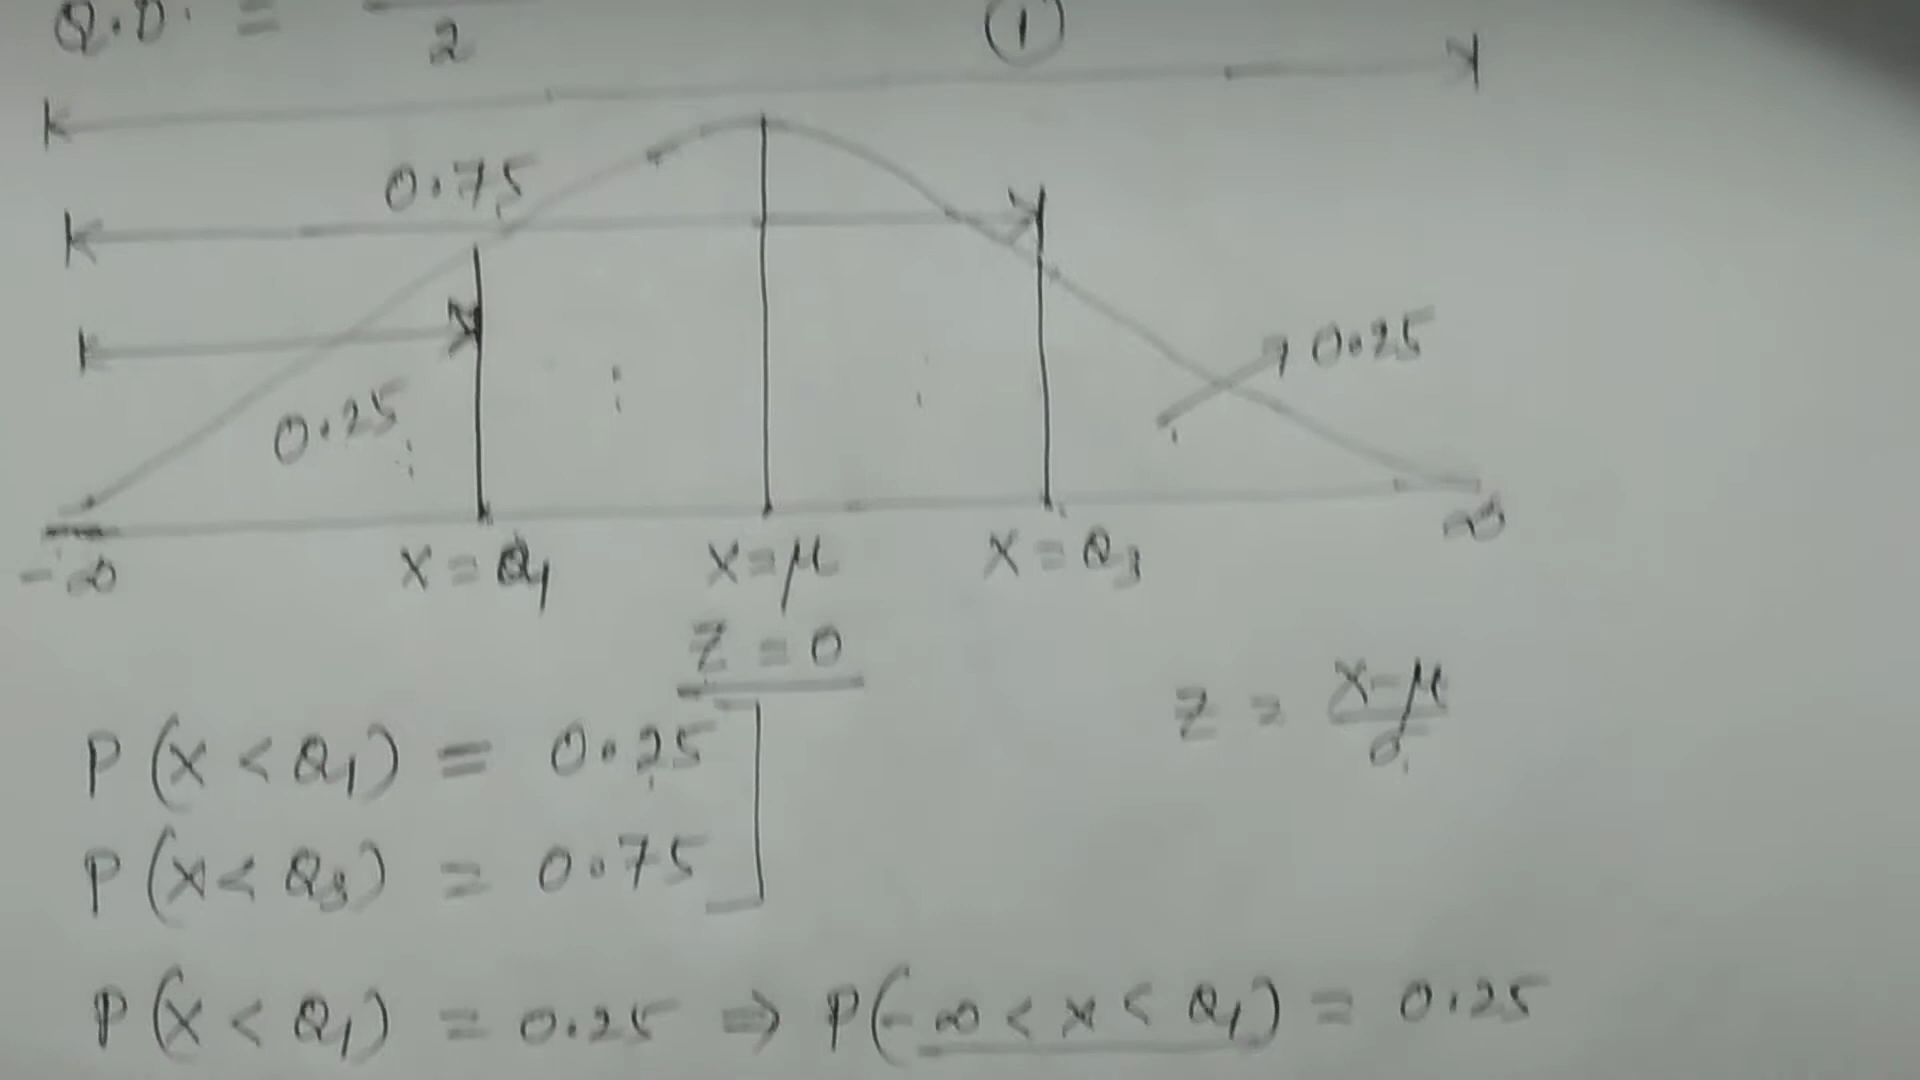 Q.D. = 2
1
0.75
0.25
0.25
-∞
∞
X = Q1 X = μ X = Q3
Z = 0
Z = X-μ/σ
P(X < Q1) = 0.25
P(X < Q3) = 0.75
P(X < Q1) = 0.25 ⇒ P(-∞ < X < Q1) = 0.25